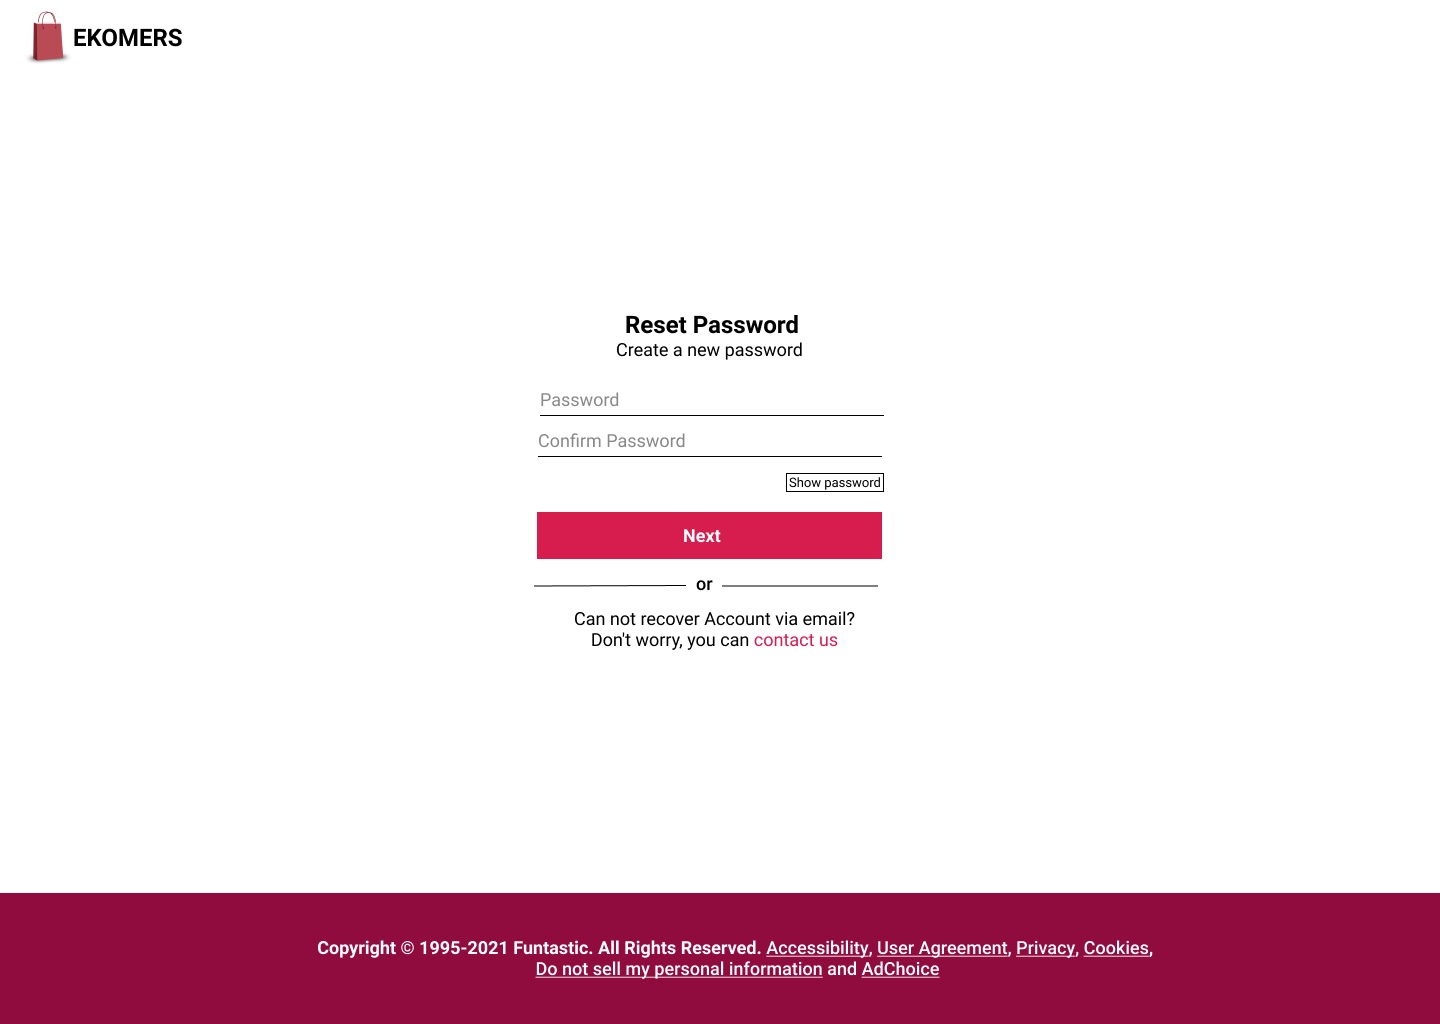 EKOMERS
Reset Password
Create a new password
Password
Confirm Password
Show password
Next
or
Can not recover Account via email?
Don't worry, you can contact us
Copyright © 1995-2021 Funtastic. All Rights Reserved. Accessibility, User Agreement, Privacy, Cookies,
Do not sell my personal information and AdChoice